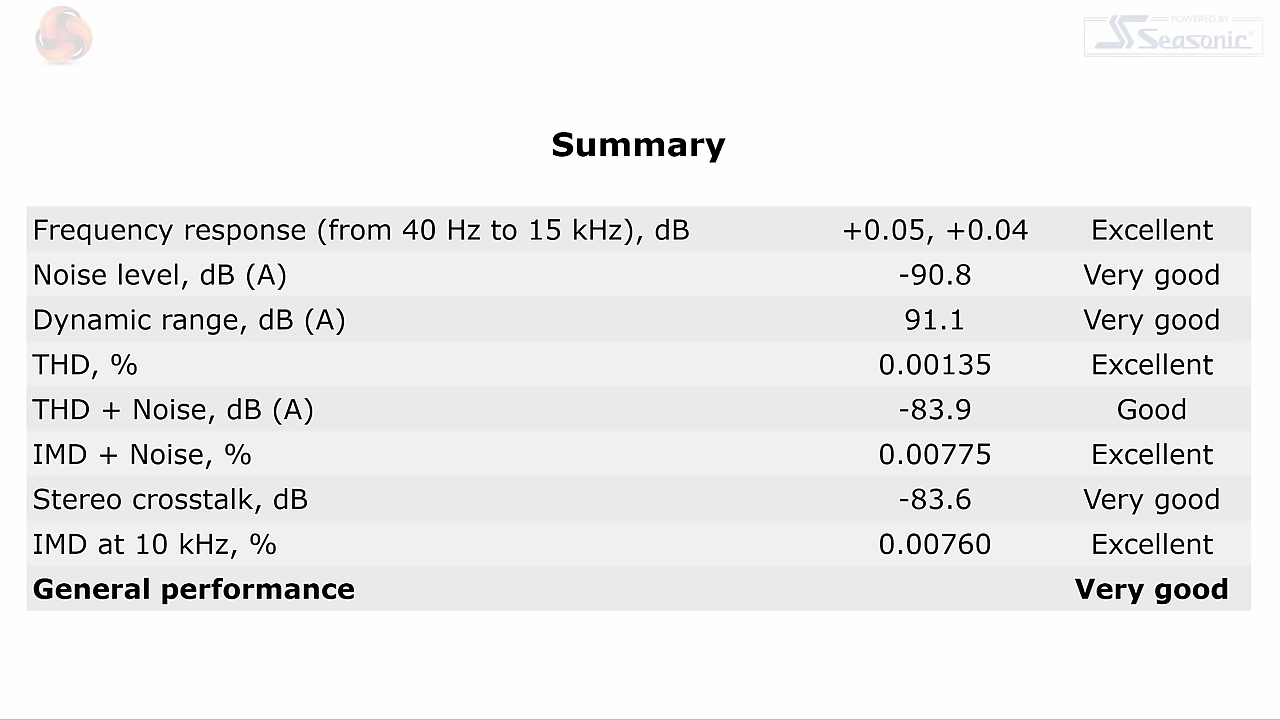 POWERED BY
SEASONIC
Summary
Frequency response (from 40 Hz to 15 kHz), dB +0.05, +0.04 Excellent
Noise level, dB (A) -90.8 Very good
Dynamic range, dB (A) 91.1 Very good
THD, % 0.00135 Excellent
THD + Noise, dB (A) -83.9 Good
IMD + Noise, % 0.00775 Excellent
Stereo crosstalk, dB -83.6 Very good
IMD at 10 kHz, % 0.00760 Excellent
General performance Very good